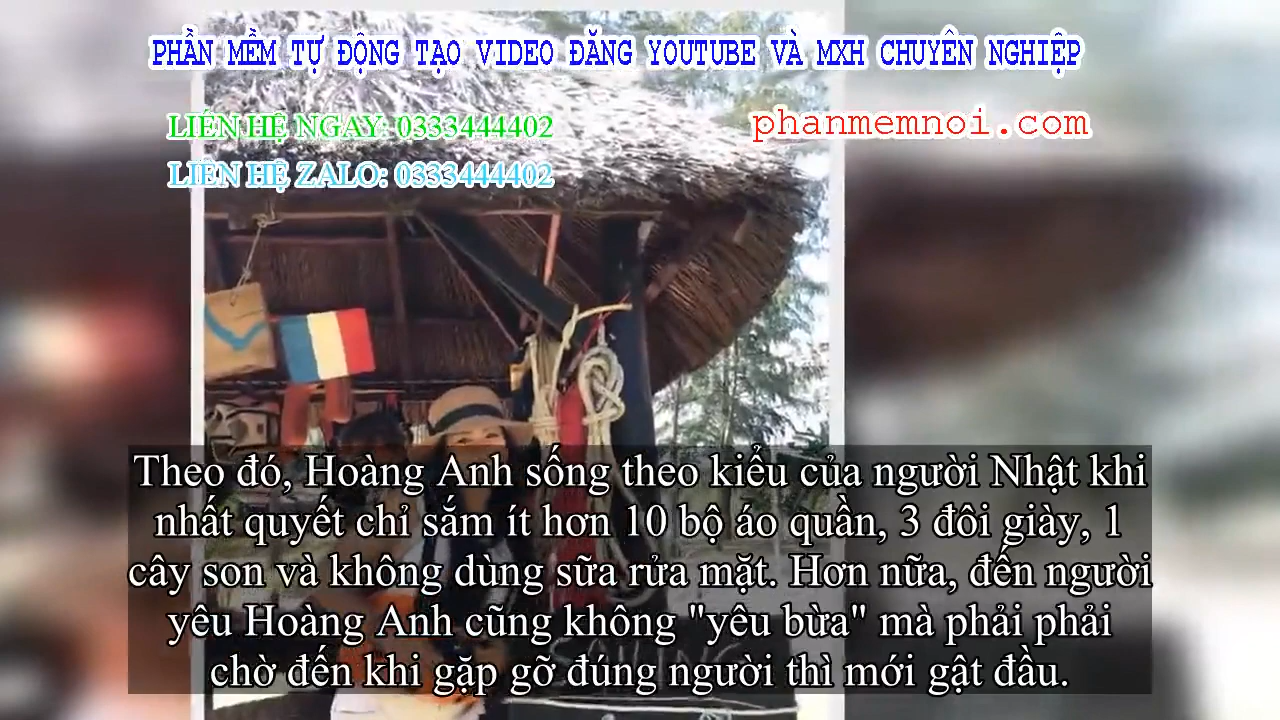 PHẦN MỀM TỰ ĐỘNG TẠO VIDEO ĐĂNG YOUTUBE VÀ MXH CHUYÊN NGHIỆP
LIÊN HỆ NGAY: 0333444402
phanmemnoi.com
LIÊN HỆ ZALO: 0333444402
Theo đó, Hoàng Anh sống theo kiểu của người Nhật khi
nhất quyết chỉ sắm ít hơn 10 bộ áo quần, 3 đôi giày, 1
cây son và không dùng sữa rửa mặt. Hơn nữa, đến người
yêu Hoàng Anh cũng không "yêu bừa" mà phải phải
chờ đến khi gặp gỡ đúng người thì mới gật đầu.